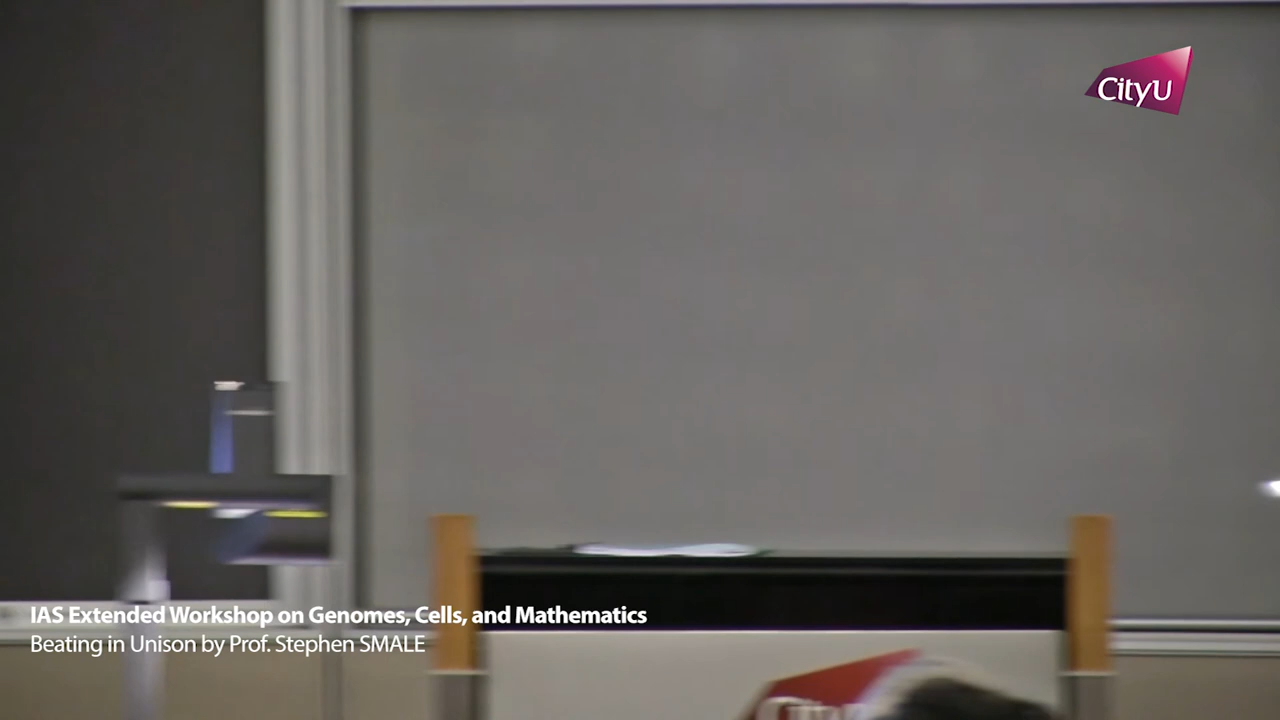 CityU
IAS Extended Workshop on Genomes, Cells, and Mathematics
Beating in Unison by Prof. Stephen SMALE